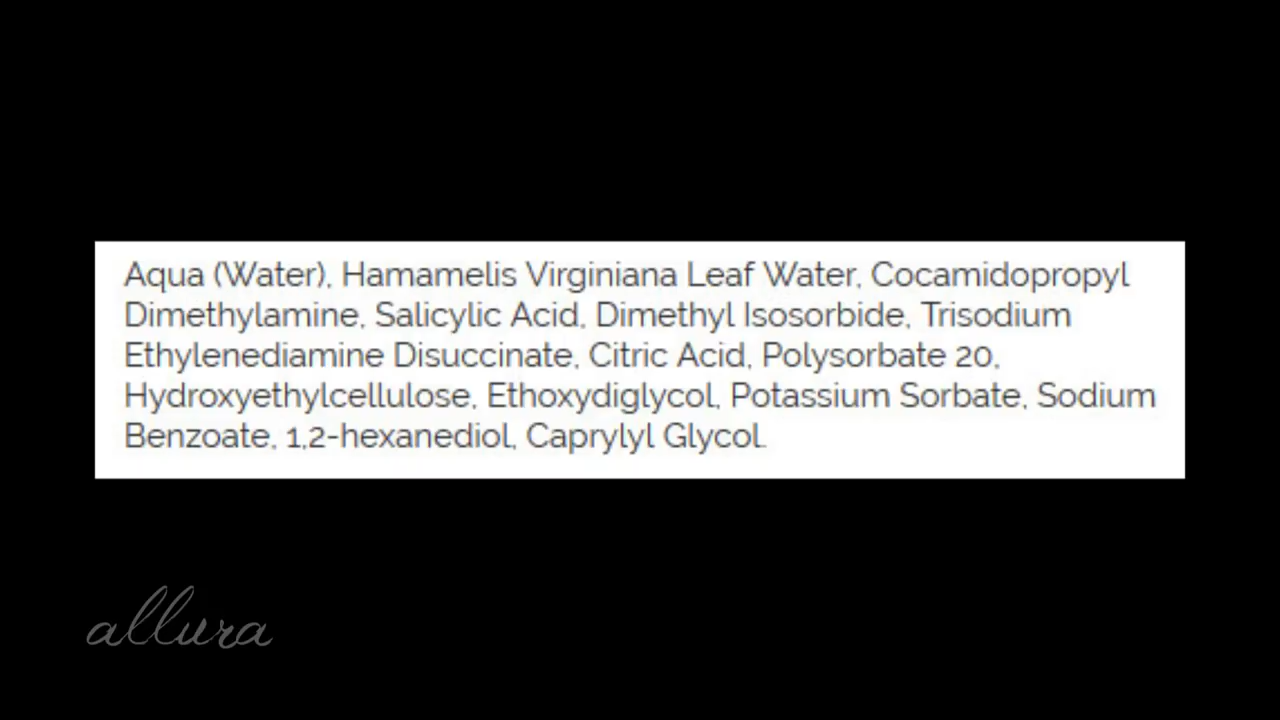 Aqua (Water), Hamamelis Virginiana Leaf Water, Cocamidopropyl
Dimethylamine, Salicylic Acid, Dimethyl Isosorbide, Trisodium
Ethylenediamine Disuccinate, Citric Acid, Polysorbate 20,
Hydroxyethylcellulose, Ethoxydiglycol, Potassium Sorbate, Sodium
Benzoate, 1,2-hexanediol, Caprylyl Glycol.
allura